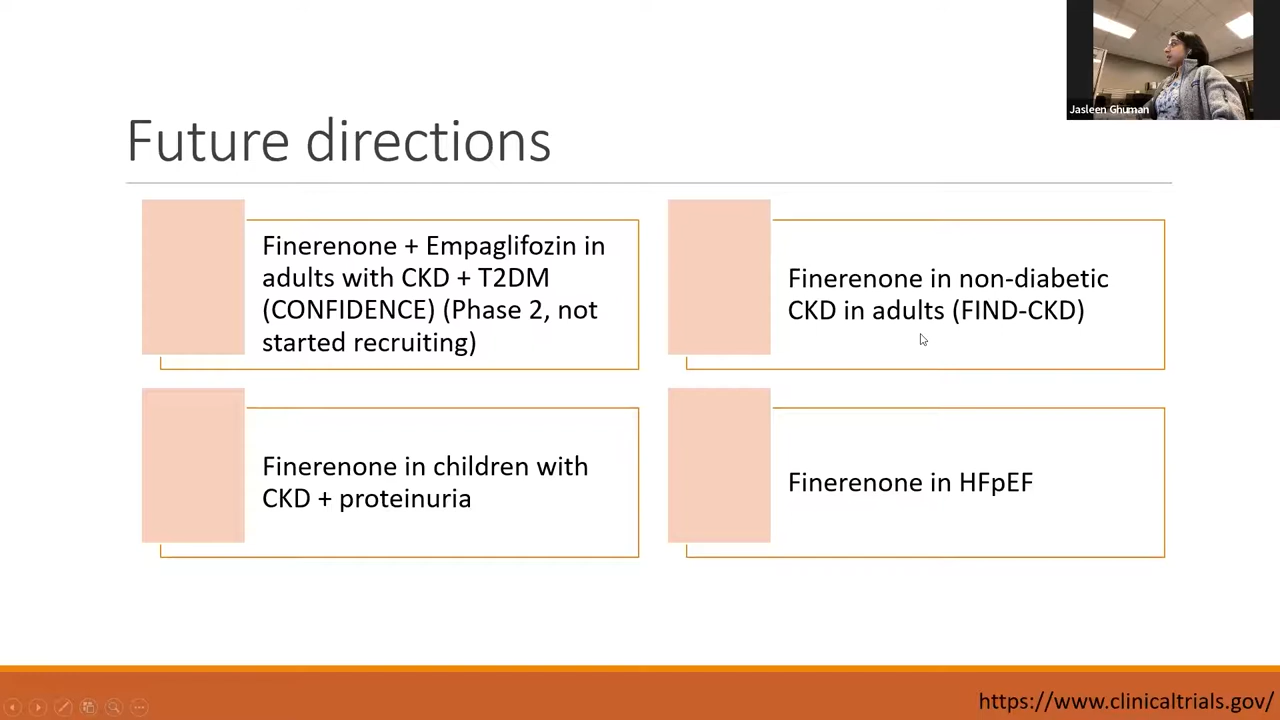 Jasleen Ghuman
Future directions
Finerenone + Empaglifozin in
adults with CKD + T2DM
(CONFIDENCE) (Phase 2, not
started recruiting)
Finerenone in non-diabetic
CKD in adults (FIND-CKD)
Finerenone in children with
CKD + proteinuria
Finerenone in HFpEF
https://www.clinicaltrials.gov/